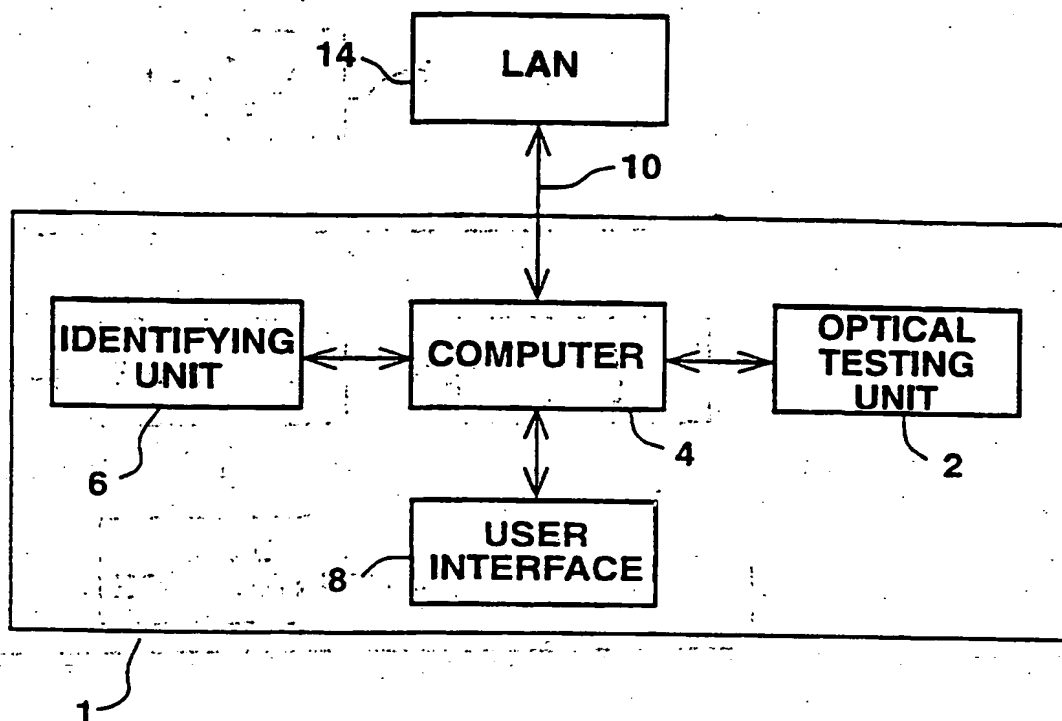 14
LAN
10
IDENTIFYING
UNIT
COMPUTER
OPTICAL
TESTING
UNIT
6
4
2
USER
INTERFACE
8
1